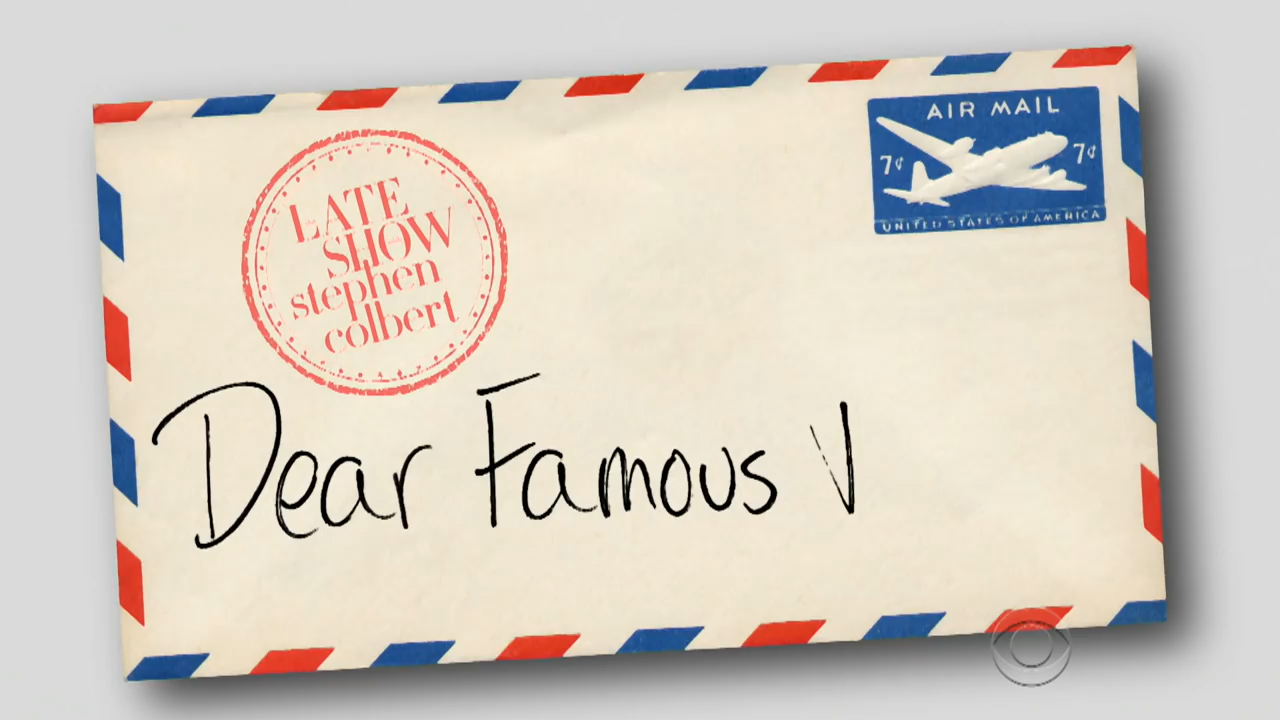 AIR MAIL
7¢ 7¢
UNITED STATES OF AMERICA
LATE
SHOW
stephen
colbert
Dear Famous